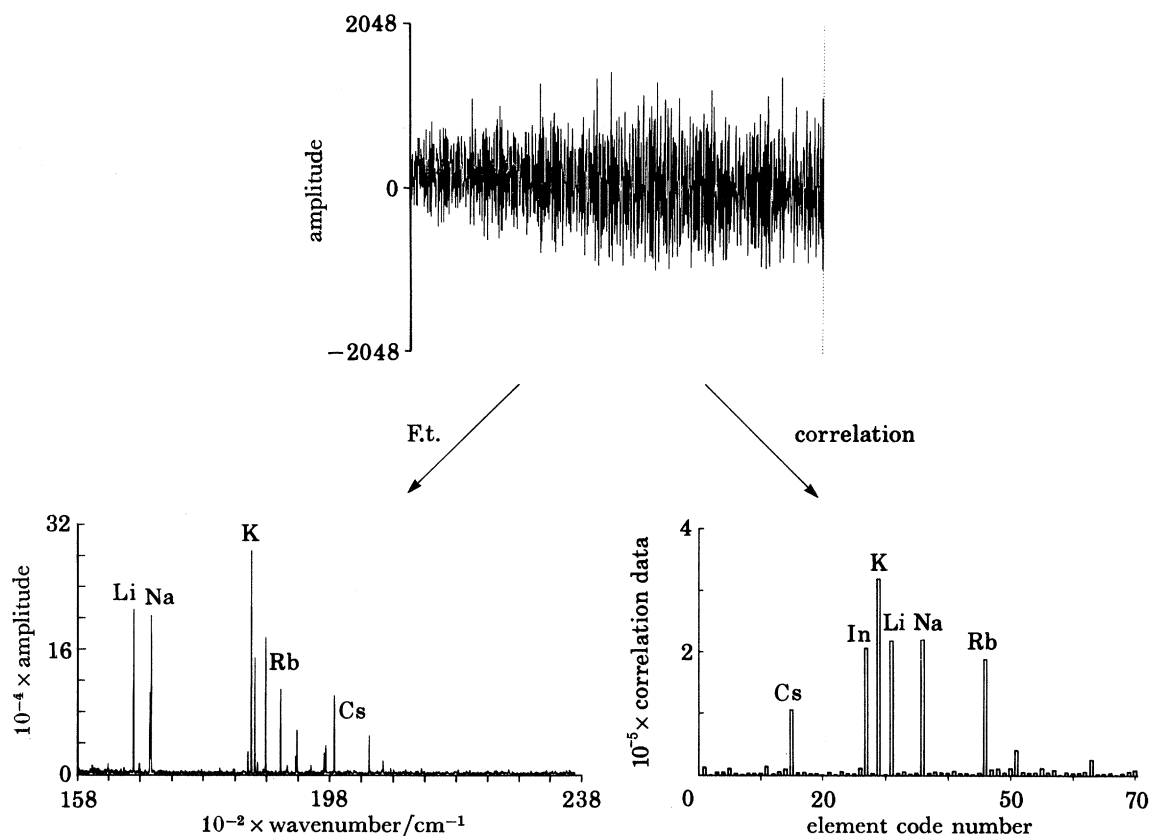 2048
amplitude
0
−2048
F.t.
correlation
32
10⁻⁴ × amplitude
16
0
Li
Na
K
Rb
Cs
158
198
238
10⁻² × wavenumber/cm⁻¹
4
10⁻⁵ × correlation data
2
Cs
In
K
Li
Na
Rb
0
20
50
70
element code number